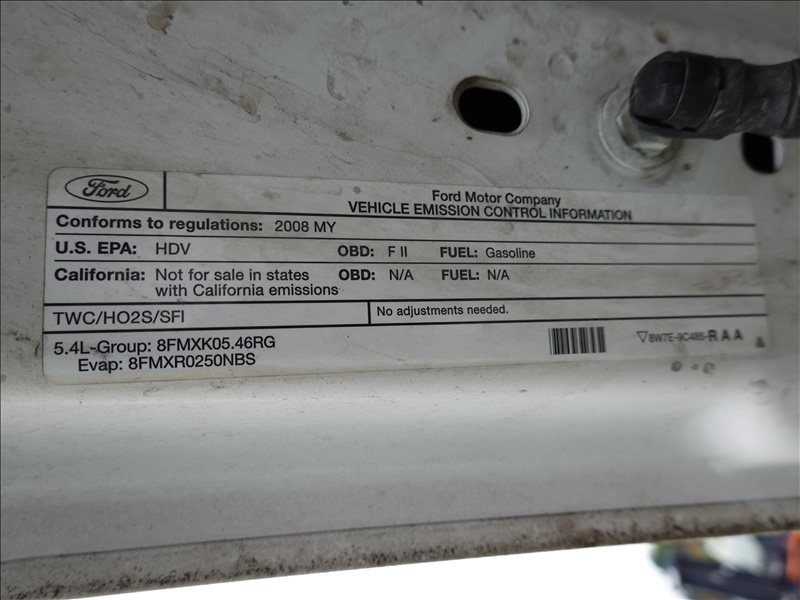 Ford
Ford Motor Company
VEHICLE EMISSION CONTROL INFORMATION
Conforms to regulations: 2008 MY
U.S. EPA: HDV OBD: F II FUEL: Gasoline
California: Not for sale in states OBD: N/A FUEL: N/A
with California emissions
TWC/HO2S/SFI No adjustments needed.
5.4L-Group: 8FMXK05.46RG
Evap: 8FMXR0250NBS
8W7E-9C485-RAA